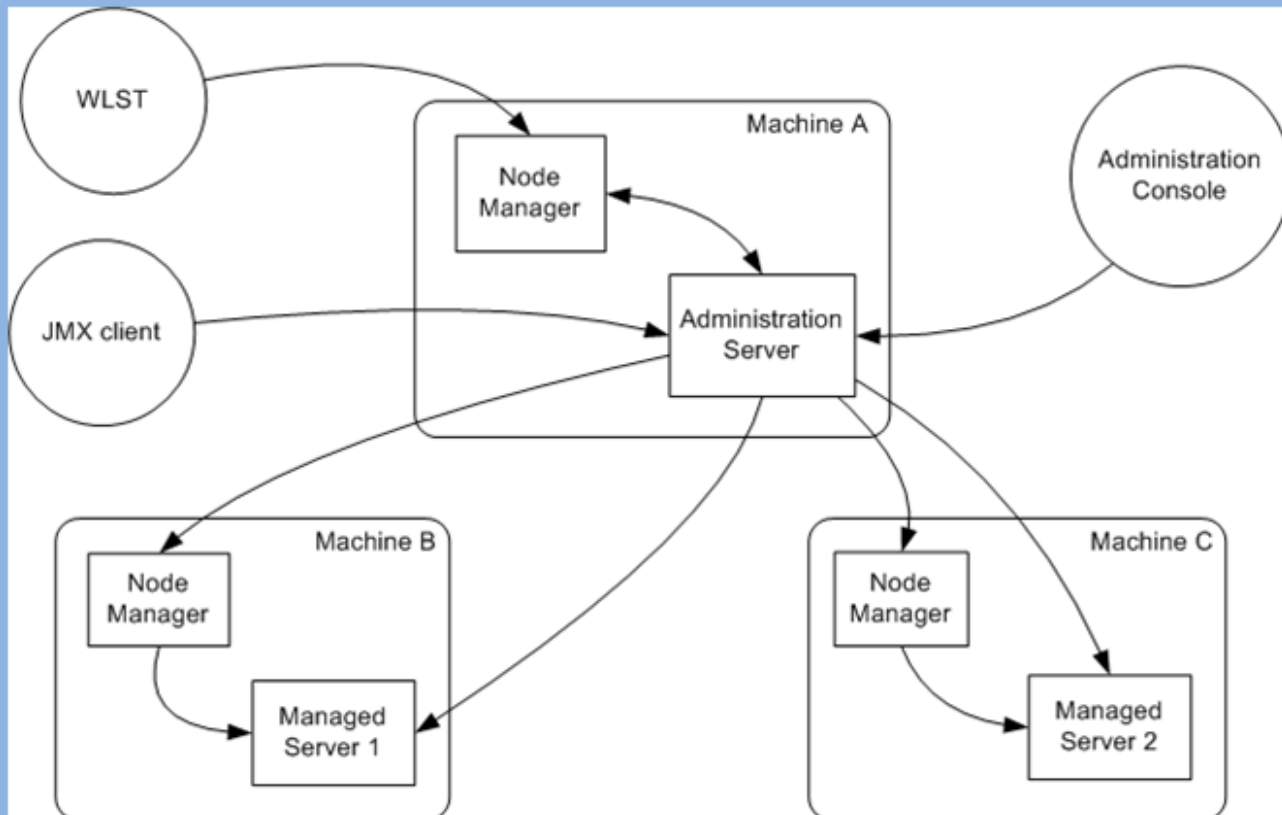 WLST
Machine A
Node
Manager
Administration
Console
JMX client
Administration
Server
Machine B
Node
Manager
Managed
Server 1
Machine C
Node
Manager
Managed
Server 2